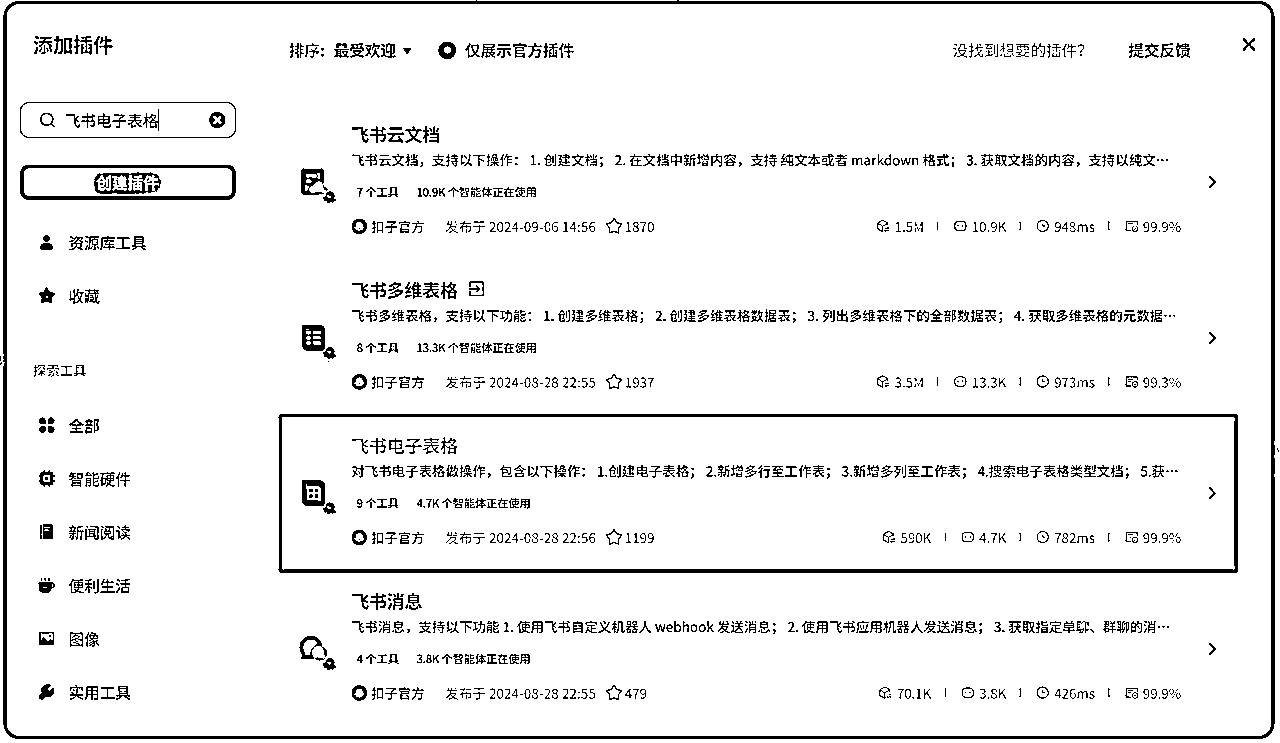 添加插件
排序：最受欢迎
仅展示官方插件
没找到想要的插件？
提交反馈
飞书电子表格
创建插件
资源库工具
收藏
探索工具
全部
智能硬件
新闻阅读
便利生活
图像
实用工具
飞书云文档
飞书云文档，支持以下操作： 1. 创建文档； 2. 在文档中新增内容，支持 纯文本或者 markdown 格式； 3. 获取文档的内容，支持以纯文…
7 个工具 10.9K 个智能体正在使用
扣子官方 发布于 2024-09-06 14:56 1870 1.5M 10.9K 948ms 99.9%
飞书多维表格
飞书多维表格，支持以下功能： 1. 创建多维表格； 2. 创建多维表格数据表； 3. 列出多维表格下的全部数据表； 4. 获取多维表格的元数据…
8 个工具 13.3K 个智能体正在使用
扣子官方 发布于 2024-08-28 22:55 1937 3.5M 13.3K 973ms 99.3%
飞书电子表格
对飞书电子表格做操作，包含以下操作： 1.创建电子表格； 2.新增多行至工作表； 3.新增多列至工作表； 4.搜索电子表格类型文档； 5.获…
9 个工具 4.7K 个智能体正在使用
扣子官方 发布于 2024-08-28 22:56 1199 590K 4.7K 782ms 99.9%
飞书消息
飞书消息，支持以下功能 1. 使用飞书自定义机器人 webhook 发送消息； 2. 使用飞书应用机器人发送消息； 3. 获取指定单聊、群聊的消…
4 个工具 3.8K 个智能体正在使用
扣子官方 发布于 2024-08-28 22:55 479 70.1K 3.8K 426ms 99.9%